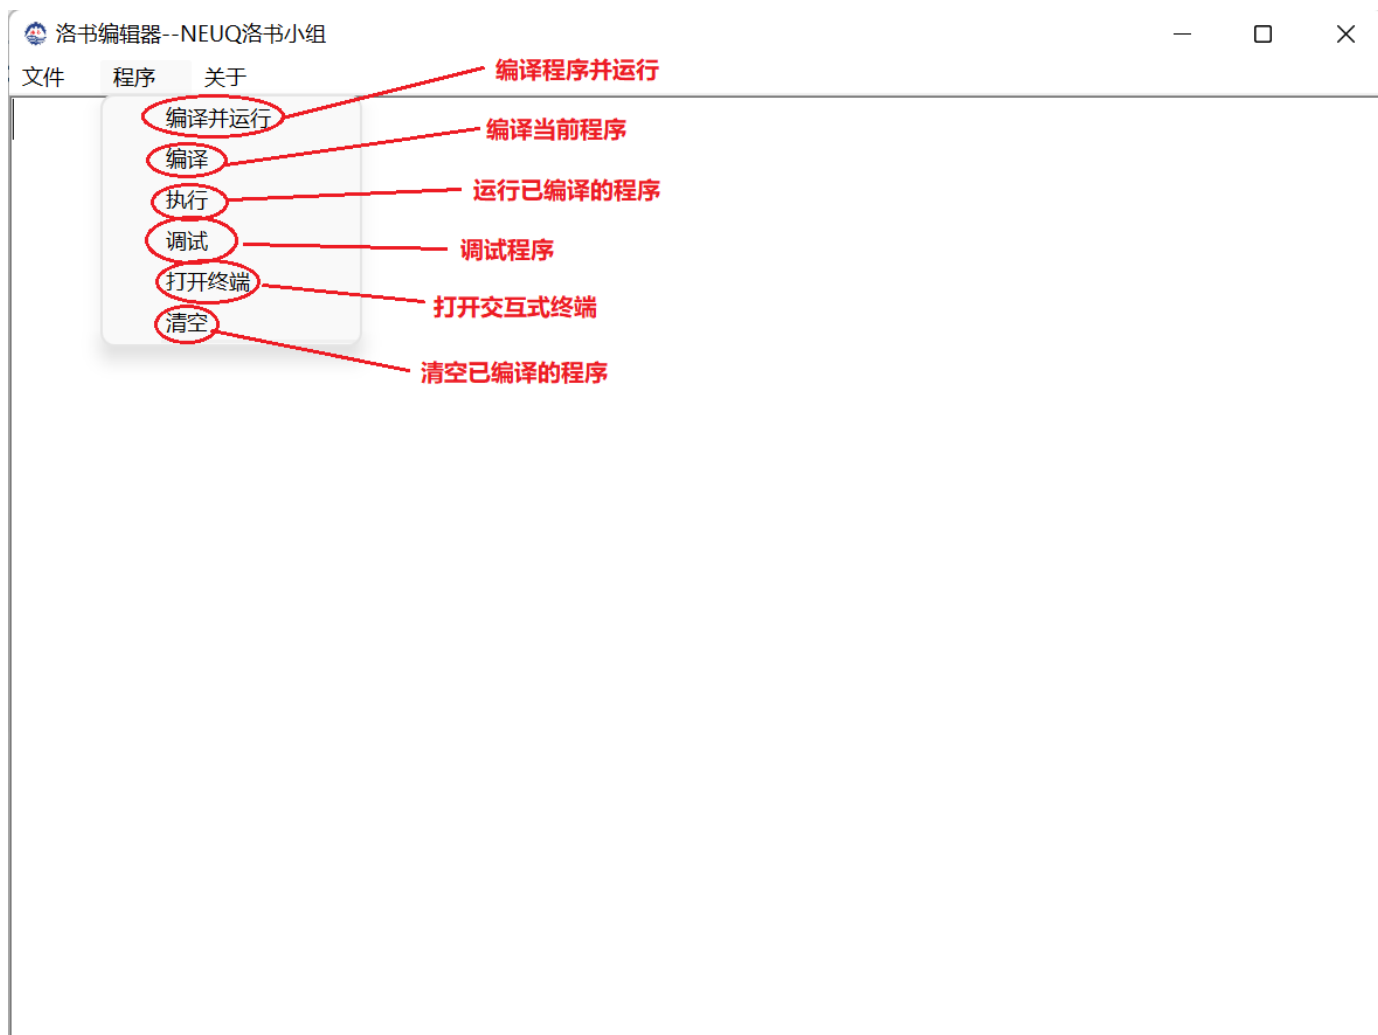 洛书编辑器--NEUQ洛书小组
文件 程序 关于
编译程序并运行
编译并运行
编译当前程序
编译
运行已编译的程序
执行
调试
调试程序
打开终端
打开交互式终端
清空
清空已编译的程序